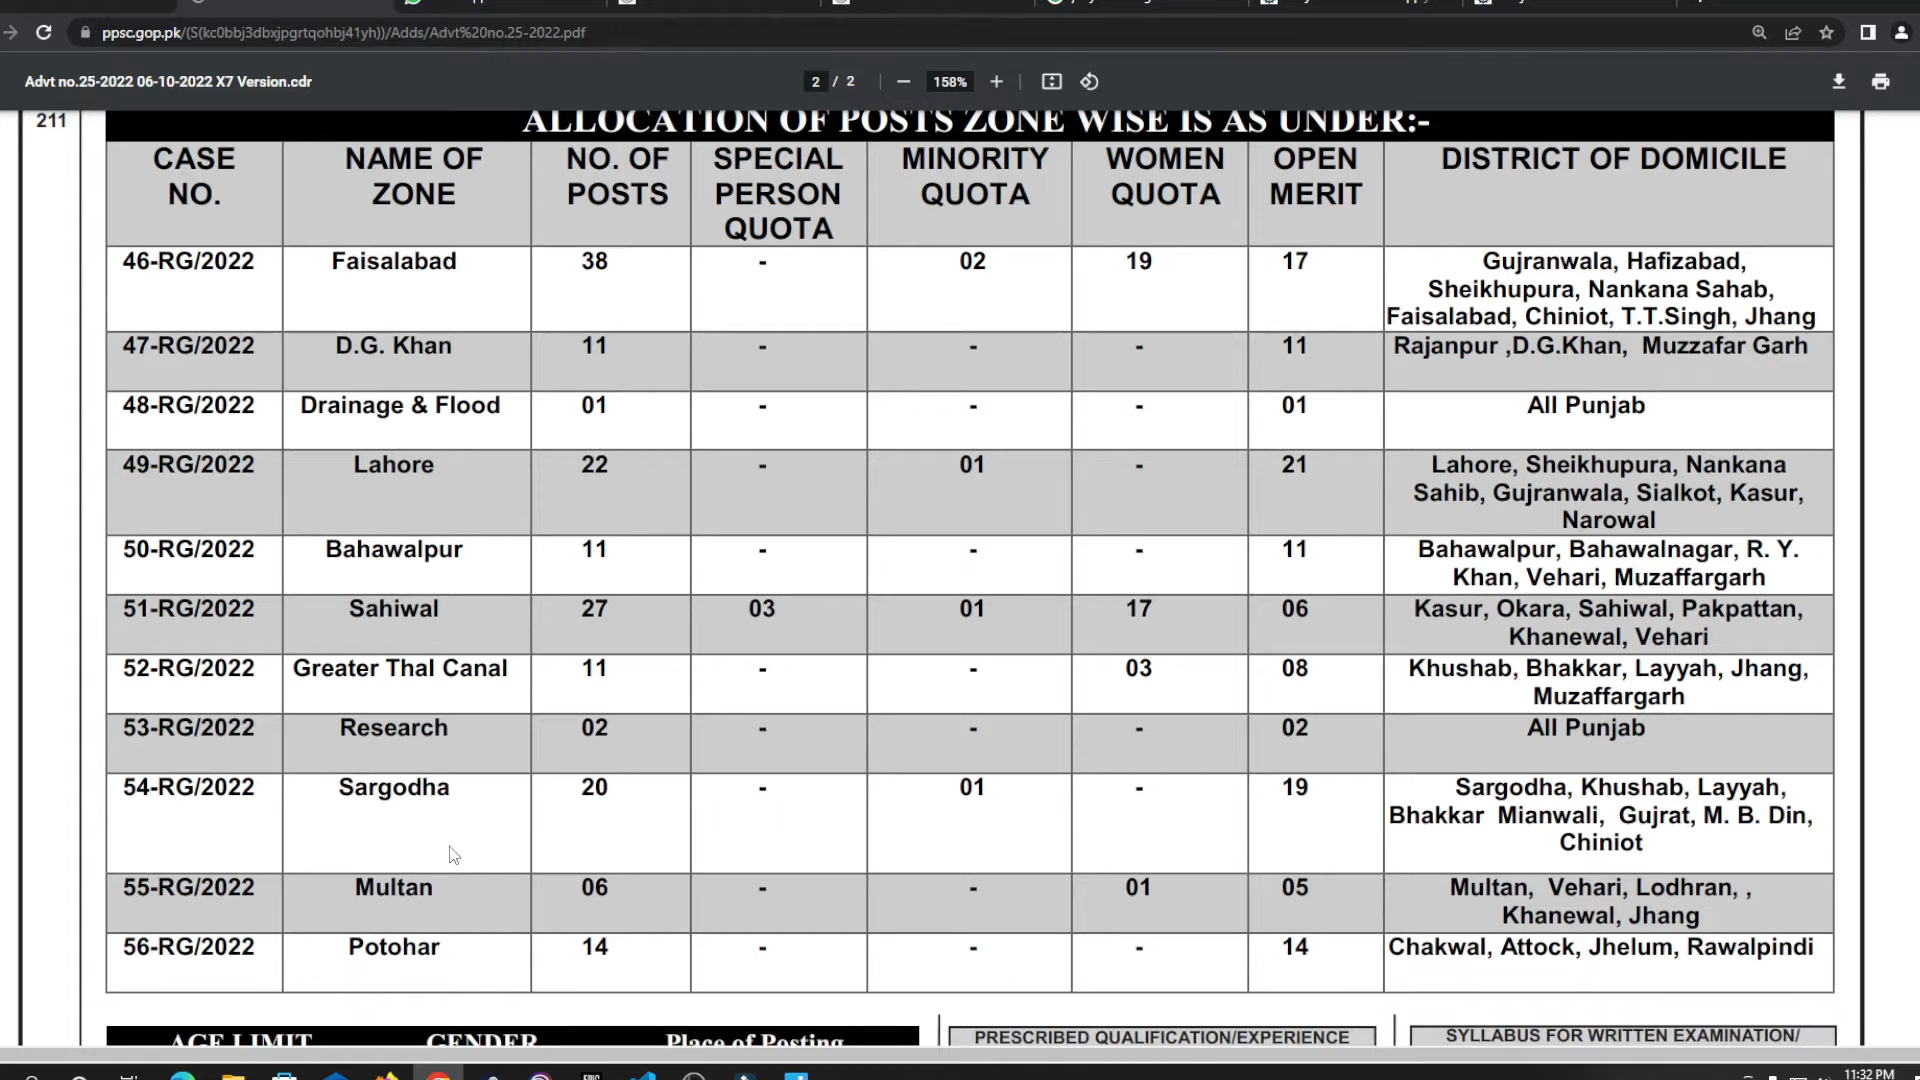 ppsc.gop.pk/(S(kc0bbj3dbxjpgrtqohbj41yh))/Adds/Advt%20no.25-2022.pdf
Advt no.25-2022 06-10-2022 X7 Version.cdr 2 / 2 158%
211 ALLOCATION OF POSTS ZONE WISE IS AS UNDER:-
CASE NO. NAME OF ZONE NO. OF POSTS SPECIAL PERSON QUOTA MINORITY QUOTA WOMEN QUOTA OPEN MERIT DISTRICT OF DOMICILE
46-RG/2022 Faisalabad 38 - 02 19 17 Gujranwala, Hafizabad,
Sheikhupura, Nankana Sahab,
Faisalabad, Chiniot, T.T.Singh, Jhang
47-RG/2022 D.G. Khan 11 - - - 11 Rajanpur ,D.G.Khan, Muzzafar Garh
48-RG/2022 Drainage & Flood 01 - - - 01 All Punjab
49-RG/2022 Lahore 22 - 01 - 21 Lahore, Sheikhupura, Nankana
Sahib, Gujranwala, Sialkot, Kasur,
Narowal
50-RG/2022 Bahawalpur 11 - - - 11 Bahawalpur, Bahawalnagar, R. Y.
Khan, Vehari, Muzaffargarh
51-RG/2022 Sahiwal 27 03 01 17 06 Kasur, Okara, Sahiwal, Pakpattan,
Khanewal, Vehari
52-RG/2022 Greater Thal Canal 11 - - 03 08 Khushab, Bhakkar, Layyah, Jhang,
Muzaffargarh
53-RG/2022 Research 02 - - - 02 All Punjab
54-RG/2022 Sargodha 20 - 01 - 19 Sargodha, Khushab, Layyah,
Bhakkar Mianwali, Gujrat, M. B. Din,
Chiniot
55-RG/2022 Multan 06 - - 01 05 Multan, Vehari, Lodhran, ,
Khanewal, Jhang
56-RG/2022 Potohar 14 - - - 14 Chakwal, Attock, Jhelum, Rawalpindi
AGE LIMIT GENDER Place of Posting PRESCRIBED QUALIFICATION/EXPERIENCE SYLLABUS FOR WRITTEN EXAMINATION/
11:32 PM